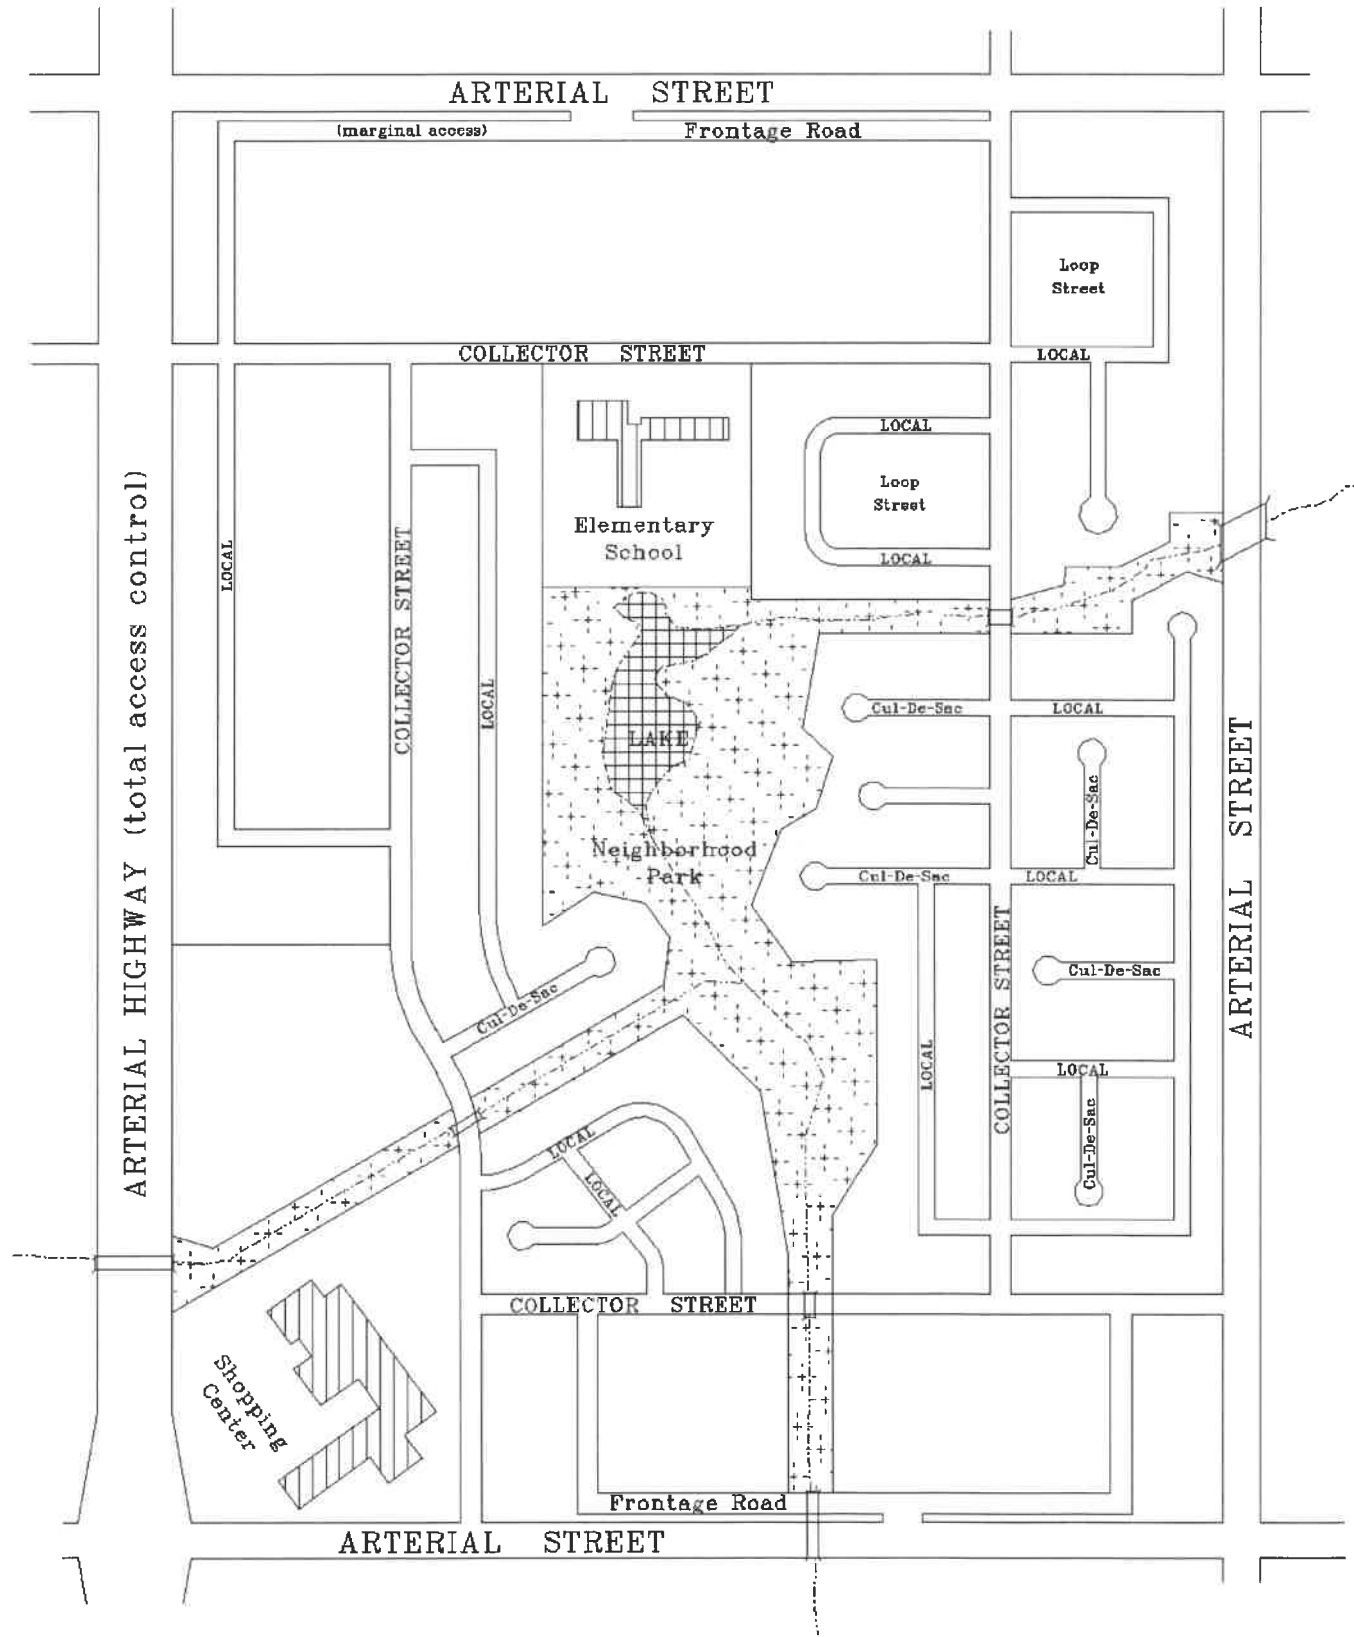 ARTERIAL STREET
(marginal access)
Frontage Road
Loop
Street
COLLECTOR STREET
LOCAL
LOCAL
Loop
Street
LOCAL
Elementary
School
ARTERIAL HIGHWAY (total access control)
LOCAL
COLLECTOR STREET
LOCAL
LAKE
Neighborhood
Park
Cul-De-Sac
LOCAL
Cul-De-Sac
Cul-De-Sac
LOCAL
Cul-De-Sac
COLLECTOR STREET
ARTERIAL STREET
Cul-De-Sac
LOCAL
LOCAL
Cul-De-Sac
LOCAL
LOCAL
COLLECTOR STREET
Shopping
Center
Frontage Road
ARTERIAL STREET